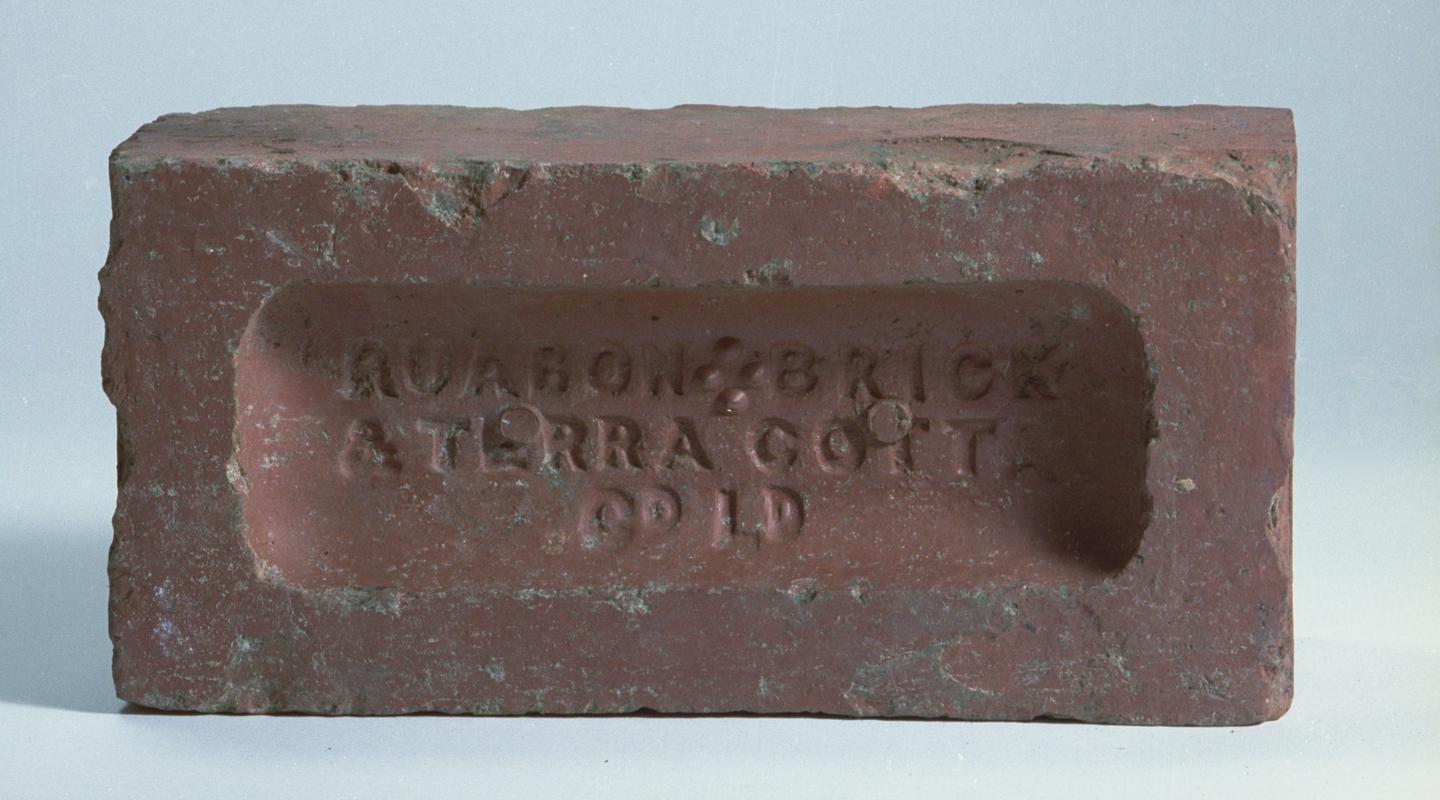 RUABON BRICK
& TERRA COTTA
CO LD